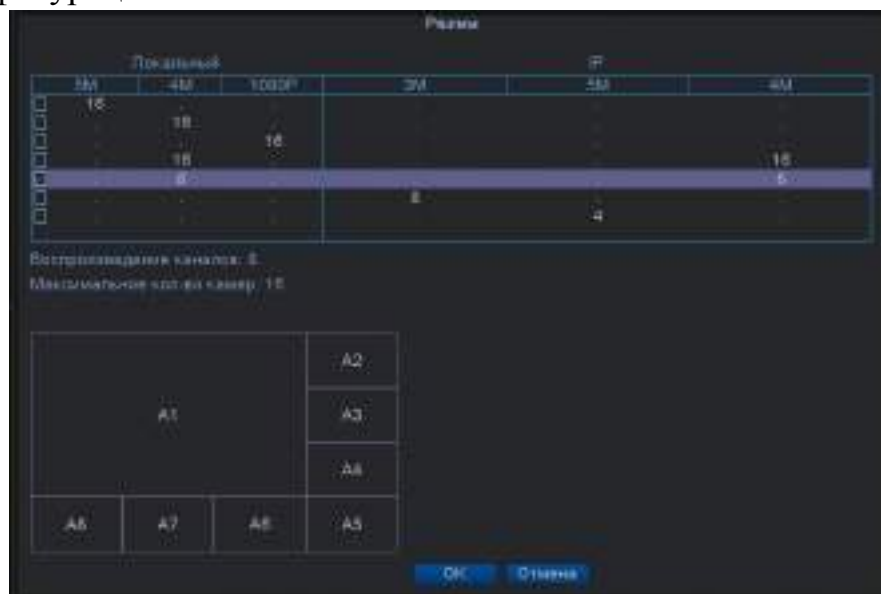 Режим
Локальный IP
5M 4M 1080P 3M 5M 4M
16 . . . . .
. 16 . . . .
. . 16 . . .
. 16 . . . 16
. 8 . .
. . . 8 . .
. . . . 4 .
Воспроизведение каналов: 8
Максимальное кол-во камер: 16
A2
A1 A3
A4
A8 A7 A6 A5
OK Отмена